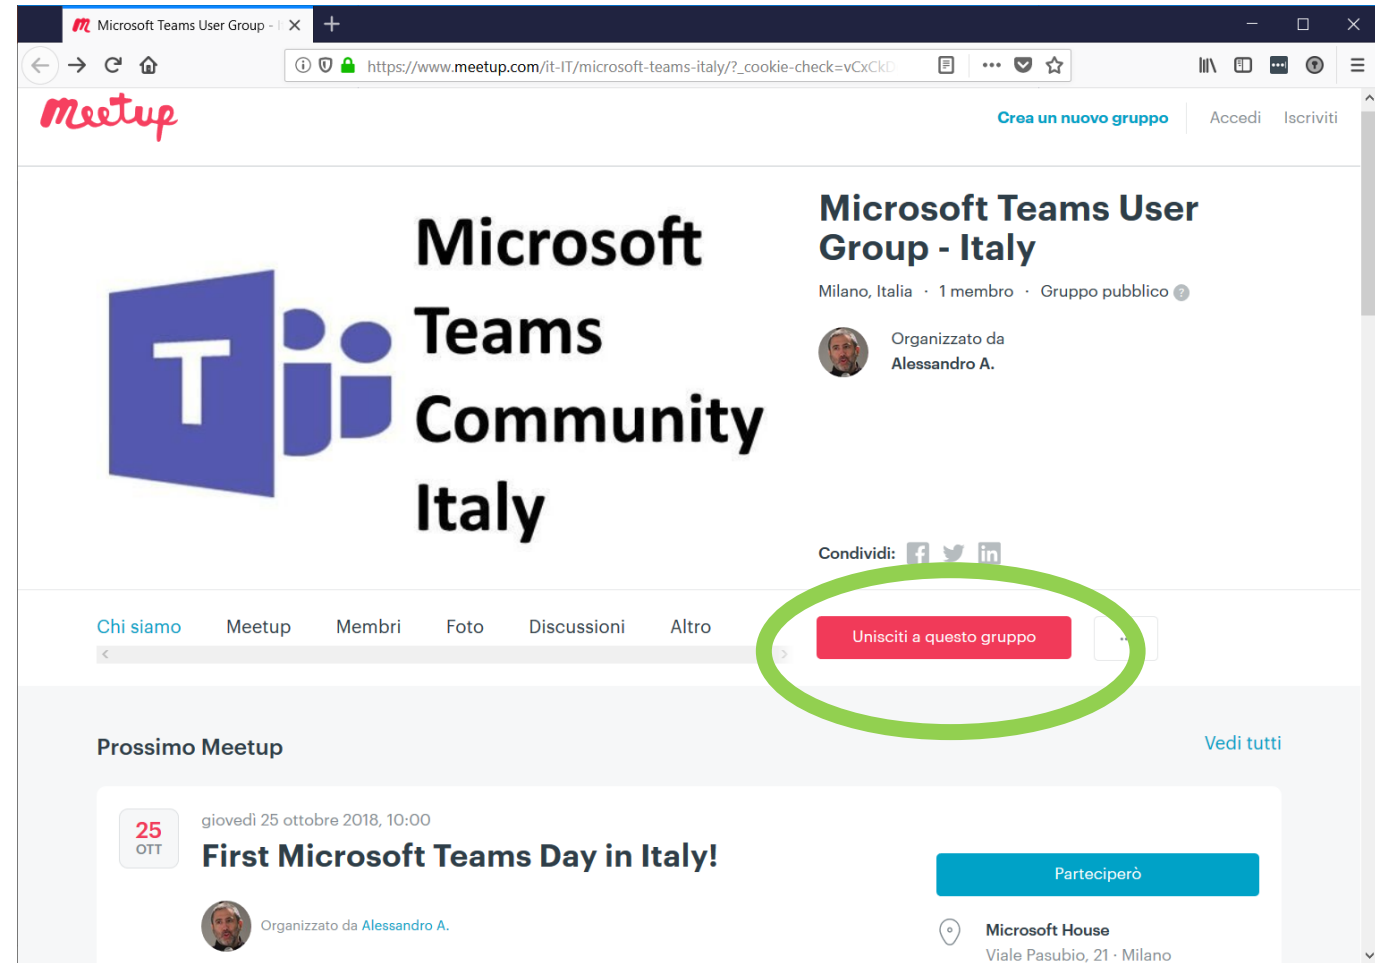 Microsoft Teams User Group - I
https://www.meetup.com/it-IT/microsoft-teams-italy/?_cookie-check=vCxCkD
Meetup
Crea un nuovo gruppo
Accedi
Iscriviti
T
Microsoft
Teams
Community
Italy
Microsoft Teams User
Group - Italy
Milano, Italia · 1 membro · Gruppo pubblico ?
Organizzato da
Alessandro A.
Condividi:
Chi siamo Meetup Membri Foto Discussioni Altro
Unisciti a questo gruppo
Prossimo Meetup
Vedi tutti
25
OTT
giovedì 25 ottobre 2018, 10:00
First Microsoft Teams Day in Italy!
Organizzato da Alessandro A.
Parteciperò
Microsoft House
Viale Pasubio, 21 · Milano